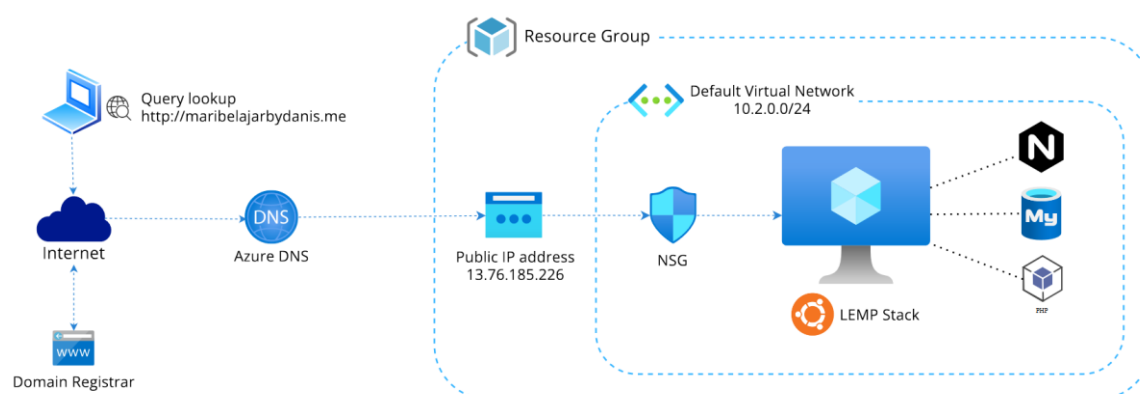 Resource Group
Query lookup
http://maribelajarbydanis.me
Default Virtual Network
10.2.0.0/24
N
DNS
My
Internet
Azure DNS
Public IP address
13.76.185.226
NSG
PHP
LEMP Stack
www
Domain Registrar